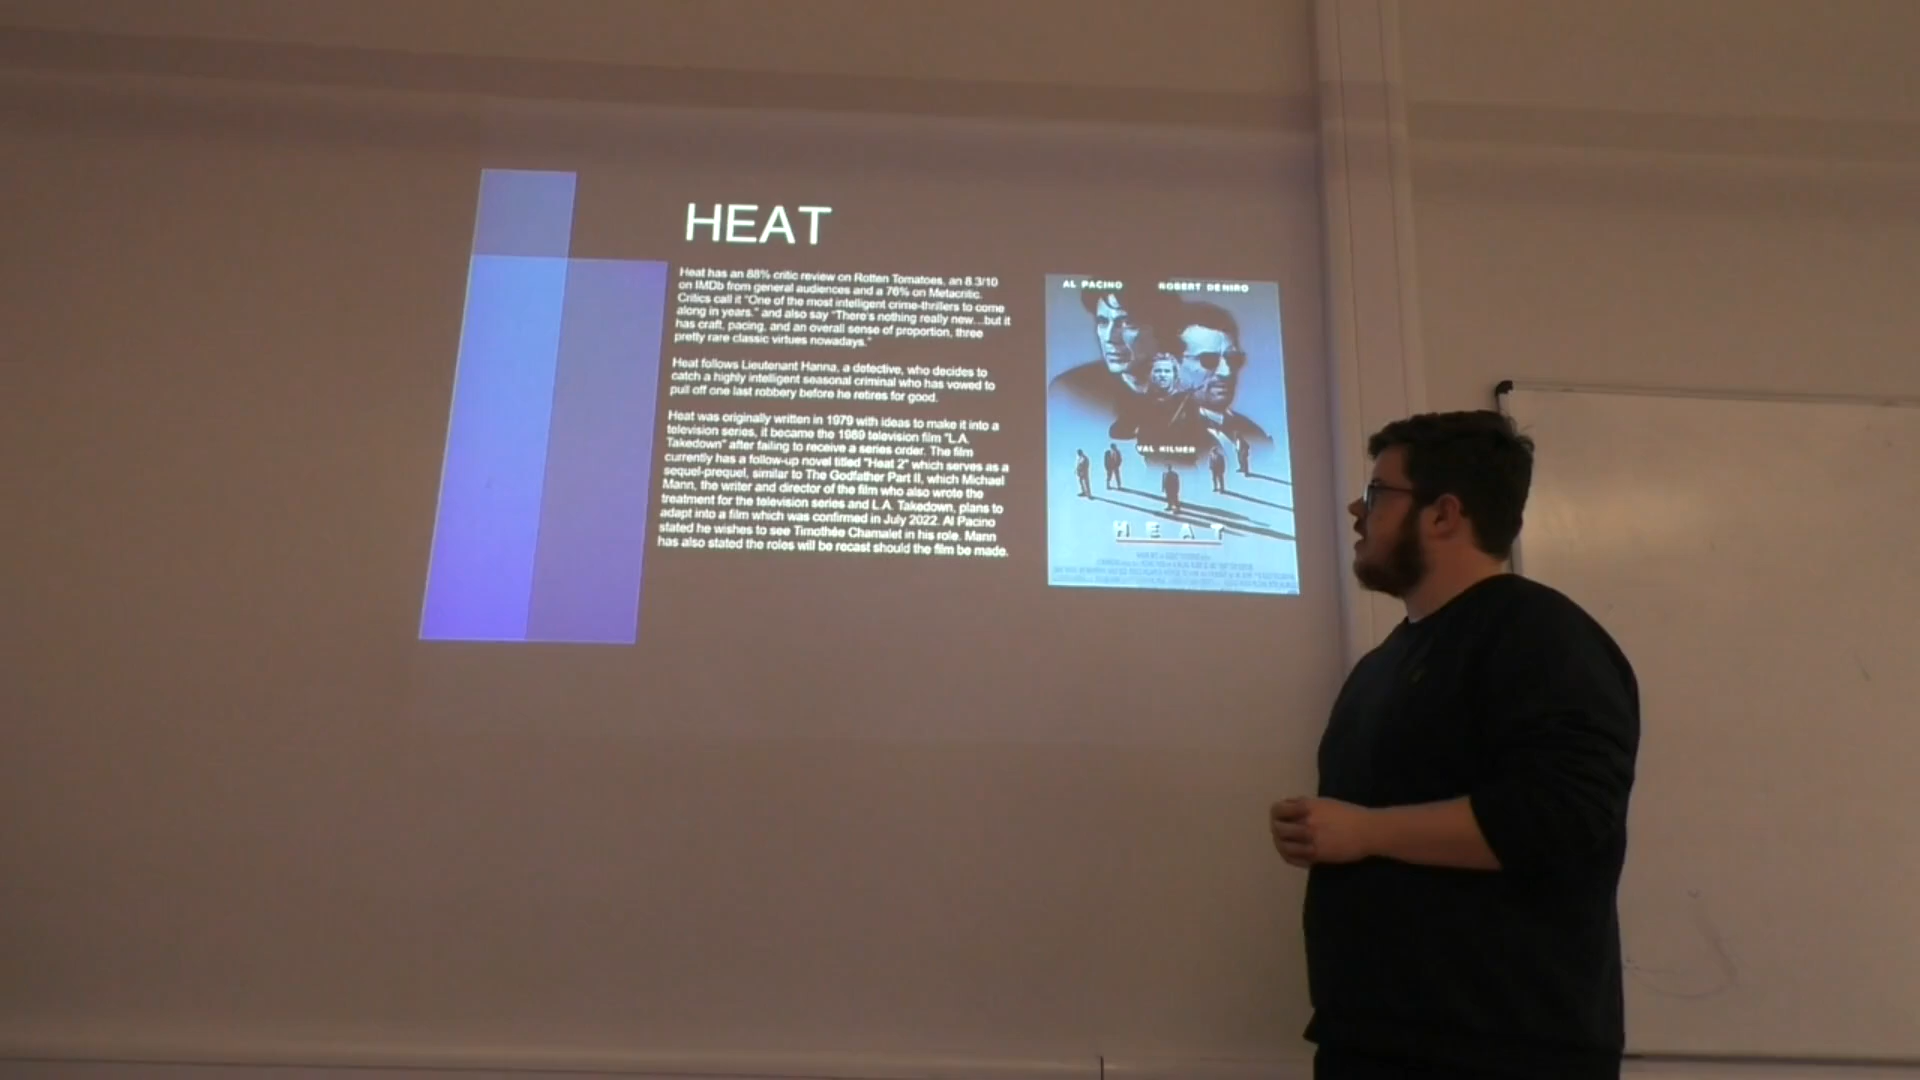 HEAT
Heat has an 88% critic review on Rotten Tomatoes, an 8.3/10
on IMDb from general audiences and a 76% on Metacritic.
Critics call it "One of the most intelligent crime-thrillers to come
along in years." and also say "There's nothing really new...but it
has craft, pacing, and an overall sense of proportion, three
pretty rare classic virtues nowadays."
Heat follows Lieutenant Hanna, a detective, who decides to
catch a highly intelligent seasonal criminal who has vowed to
pull off one last robbery before he retires for good.
Heat was originally written in 1979 with ideas to make it into a
television series, it became the 1989 television film "L.A.
Takedown" after failing to receive a series order. The film
currently has a follow-up novel titled "Heat 2" which serves as a
sequel-prequel, similar to The Godfather Part II, which Michael
Mann, the writer and director of the film who also wrote the
treatment for the television series and L.A. Takedown, plans to
adapt into a film which was confirmed in July 2022. Al Pacino
stated he wishes to see Timothée Chamalet in his role. Mann
has also stated the roles will be recast should the film be made.
AL PACINO ROBERT DE NIRO
VAL KILMER
HEAT